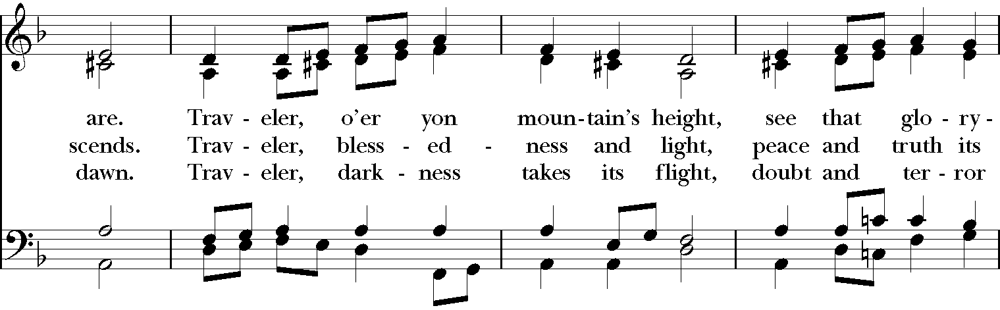 are. Trav - eler, o’er yon moun - tain’s height, see that glo - ry -
scends. Trav - eler, bless - ed - ness and light, peace and truth its
dawn. Trav - eler, dark - ness takes its flight, doubt and ter - ror